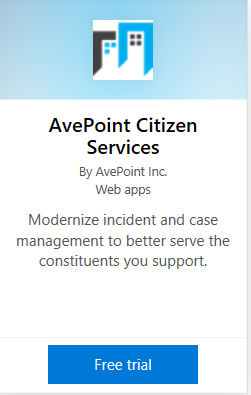 AvePoint Citizen
Services
By AvePoint Inc.
Web apps
Modernize incident and case
management to better serve the
constituents you support.
Free trial